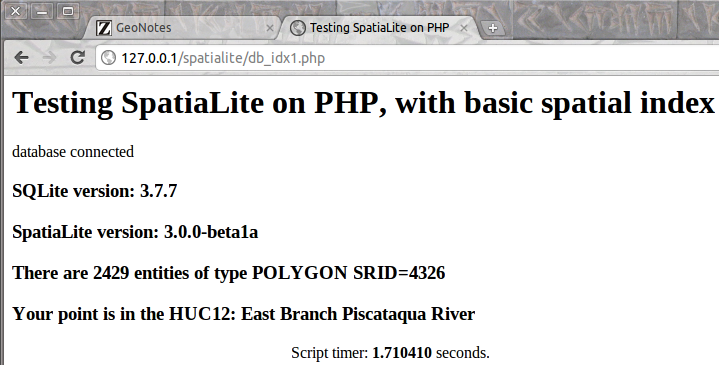 GeoNotes
Testing SpatiaLite on PHP
127.0.0.1/spatialite/db_idx1.php
Testing SpatiaLite on PHP, with basic spatial index
database connected
SQLite version: 3.7.7
SpatiaLite version: 3.0.0-beta1a
There are 2429 entities of type POLYGON SRID=4326
Your point is in the HUC12: East Branch Piscataqua River
Script timer: 1.710410 seconds.